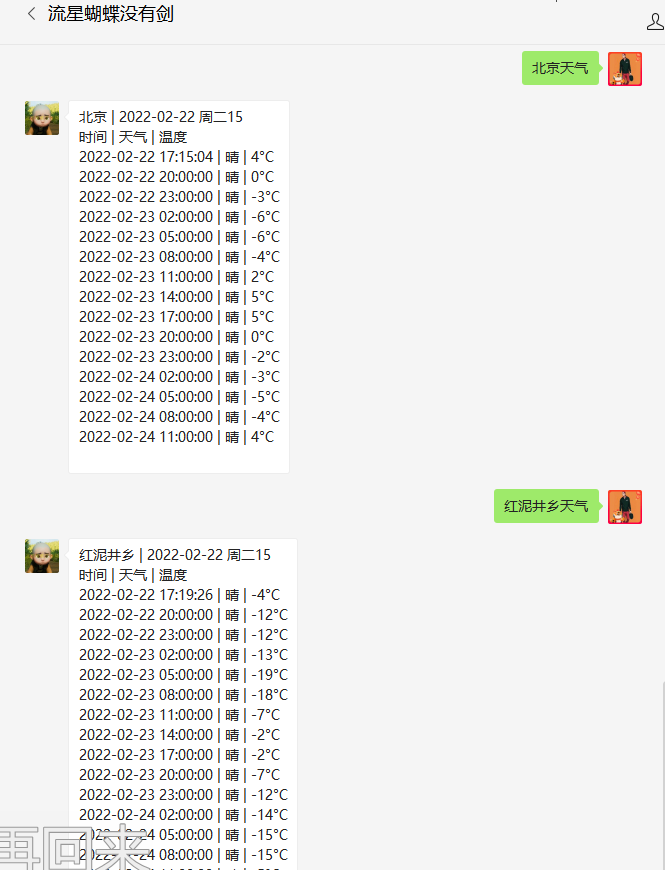 流星蝴蝶没有剑
北京天气
北京 | 2022-02-22 周二15
时间 | 天气 | 温度
2022-02-22 17:15:04 | 晴 | 4°C
2022-02-22 20:00:00 | 晴 | 0°C
2022-02-22 23:00:00 | 晴 | -3°C
2022-02-23 02:00:00 | 晴 | -6°C
2022-02-23 05:00:00 | 晴 | -6°C
2022-02-23 08:00:00 | 晴 | -4°C
2022-02-23 11:00:00 | 晴 | 2°C
2022-02-23 14:00:00 | 晴 | 5°C
2022-02-23 17:00:00 | 晴 | 5°C
2022-02-23 20:00:00 | 晴 | 0°C
2022-02-23 23:00:00 | 晴 | -2°C
2022-02-24 02:00:00 | 晴 | -3°C
2022-02-24 05:00:00 | 晴 | -5°C
2022-02-24 08:00:00 | 晴 | -4°C
2022-02-24 11:00:00 | 晴 | 4°C
红泥井乡天气
红泥井乡 | 2022-02-22 周二15
时间 | 天气 | 温度
2022-02-22 17:19:26 | 晴 | -4°C
2022-02-22 20:00:00 | 晴 | -12°C
2022-02-22 23:00:00 | 晴 | -12°C
2022-02-23 02:00:00 | 晴 | -13°C
2022-02-23 05:00:00 | 晴 | -19°C
2022-02-23 08:00:00 | 晴 | -18°C
2022-02-23 11:00:00 | 晴 | -7°C
2022-02-23 14:00:00 | 晴 | -2°C
2022-02-23 17:00:00 | 晴 | -2°C
2022-02-23 20:00:00 | 晴 | -7°C
2022-02-23 23:00:00 | 晴 | -12°C
2022-02-24 02:00:00 | 晴 | -14°C
2022-02-24 05:00:00 | 晴 | -15°C
2022-02-24 08:00:00 | 晴 | -15°C
再回来